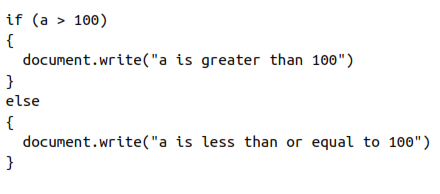 if (a > 100)
{
  document.write("a is greater than 100")
}
else
{
  document.write("a is less than or equal to 100")
}